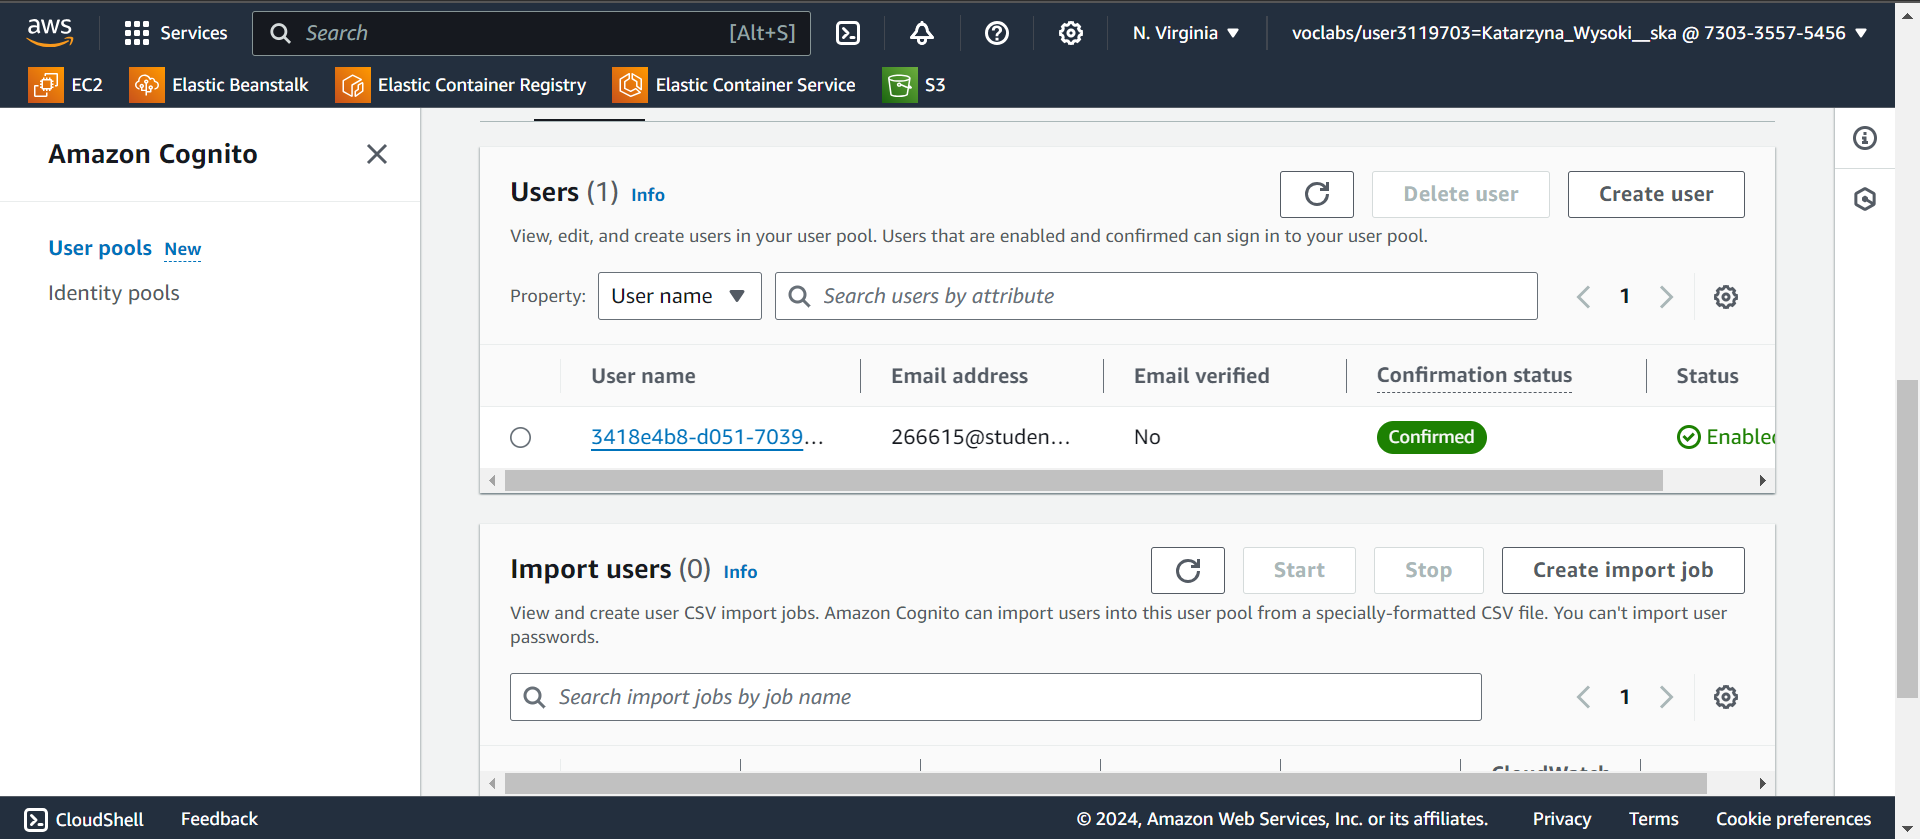 aws Services Search [Alt+S] N. Virginia voclabs/user3119703=Katarzyna_Wysoki__ska @ 7303-3557-5456
EC2 Elastic Beanstalk Elastic Container Registry Elastic Container Service S3
Amazon Cognito
User pools New
Identity pools
Users (1) Info Delete user Create user
View, edit, and create users in your user pool. Users that are enabled and confirmed can sign in to your user pool.
Property: User name Search users by attribute 1
User name Email address Email verified Confirmation status Status
3418e4b8-d051-7039... 266615@studen... No Confirmed Enabled
Import users (0) Info Start Stop Create import job
View and create user CSV import jobs. Amazon Cognito can import users into this user pool from a specially-formatted CSV file. You can't import user
passwords.
Search import jobs by job name 1
CloudWatch
CloudShell Feedback © 2024, Amazon Web Services, Inc. or its affiliates. Privacy Terms Cookie preferences